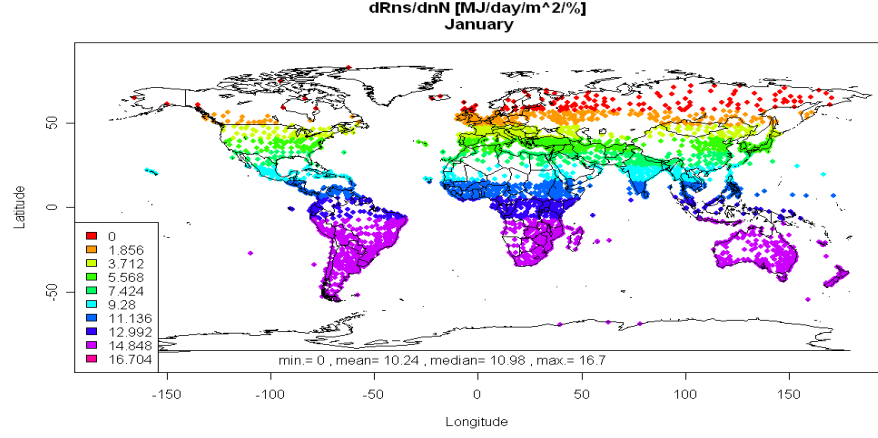 dRns/dnN [MJ/day/m^2/%]
January
50
0
-50
Latitude
0
1.856
3.712
5.568
7.424
9.28
11.136
12.992
14.848
16.704
min.= 0 , mean= 10.24 , median= 10.98 , max.= 16.7
-150 -100 -50 0 50 100 150
Longitude